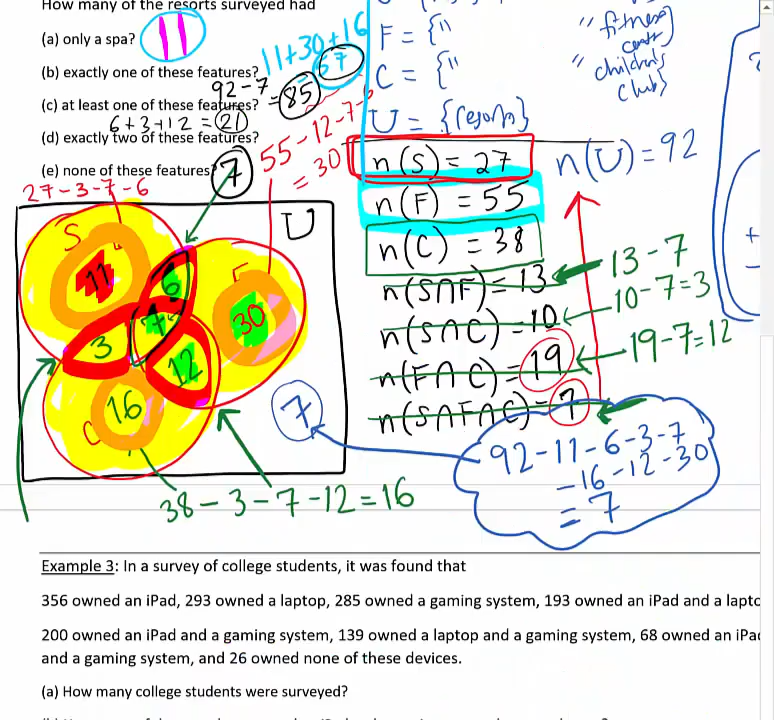 How many of the resorts surveyed had
(a) only a spa? 11
(b) exactly one of these features? 11+30+16
= 57
92-7
(c) at least one of these features? = 85
6+3+12 = 21
(d) exactly two of these features?
(e) none of these features? 7
55-12-7-6
= 30
F = { " " fitness center }
C = { " " children's club }
U = {resorts}
n(S) = 27
n(U) = 92
n(F) = 55
n(C) = 38
n(S∩F) = 13
13-7
n(S∩C) = 10
10-7=3
n(F∩C) = 19
19-7=12
n(S∩F∩C) = 7
27-3-7-6
S
U
F
11
6
7
30
3
12
16
C
7
38-3-7-12=16
92-11-6-3-7
-16-12-30
= 7
+
-
Example 3: In a survey of college students, it was found that
356 owned an iPad, 293 owned a laptop, 285 owned a gaming system, 193 owned an iPad and a lapto
200 owned an iPad and a gaming system, 139 owned a laptop and a gaming system, 68 owned an iPa
and a gaming system, and 26 owned none of these devices.
(a) How many college students were surveyed?